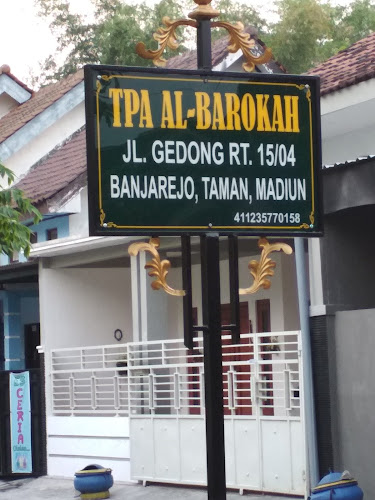 TPA AL-BAROKAH
JL. GEDONG RT. 15/04
BANJAREJO, TAMAN, MADIUN
411235770158
CERIA